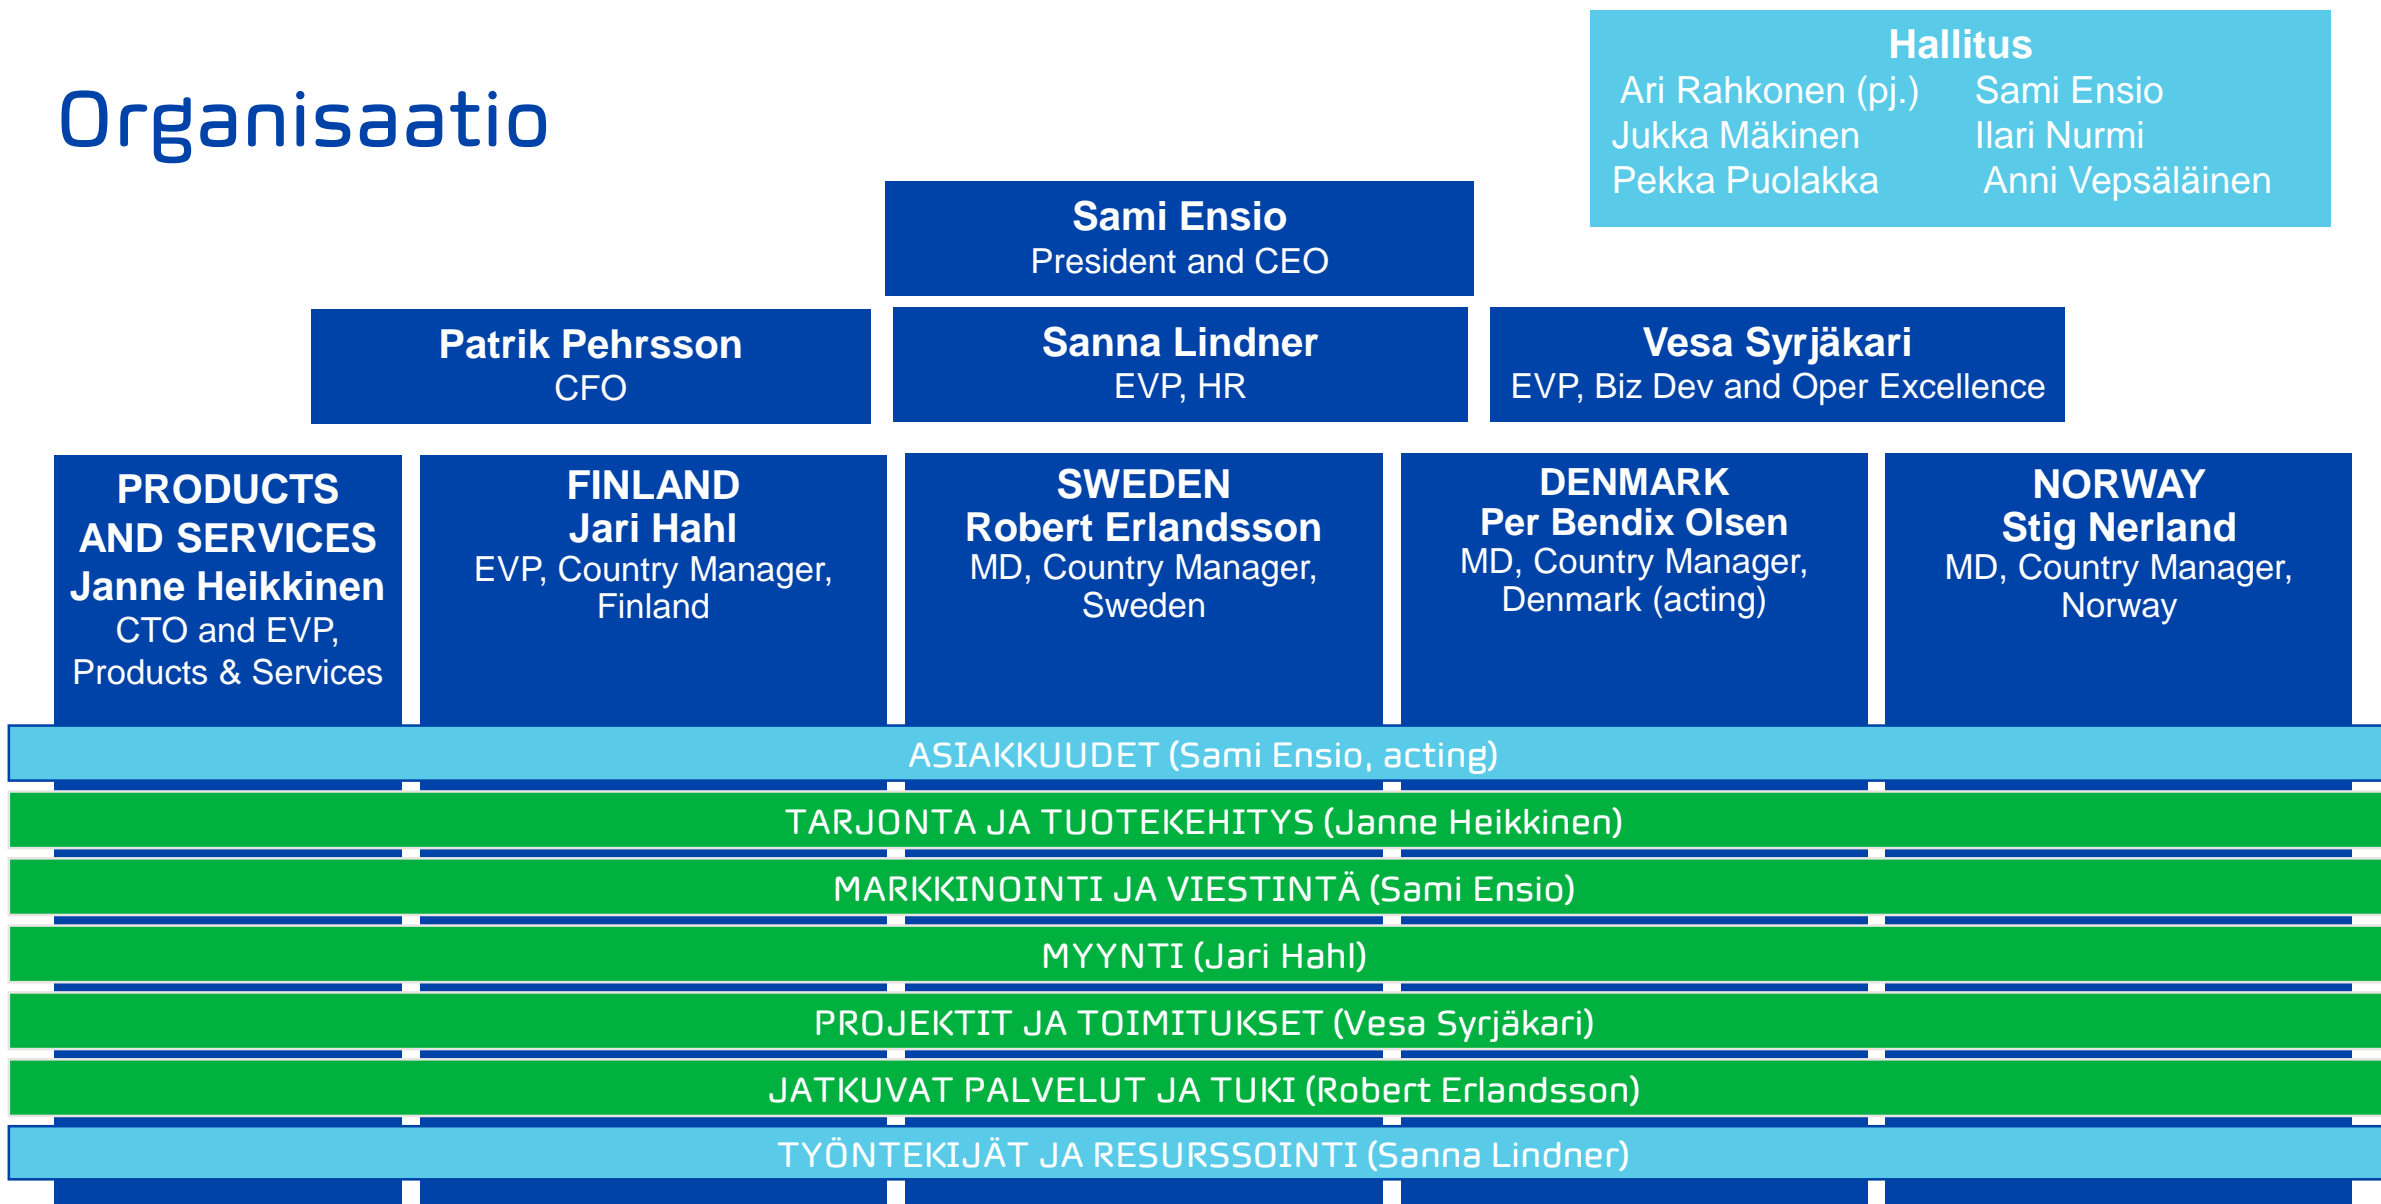 Organisaatio
Hallitus
Ari Rahkonen (pj.) Sami Ensio
Jukka Mäkinen Ilari Nurmi
Pekka Puolakka Anni Vepsäläinen
Sami Ensio
President and CEO
Patrik Pehrsson
CFO
Sanna Lindner
EVP, HR
Vesa Syrjäkari
EVP, Biz Dev and Oper Excellence
PRODUCTS
AND SERVICES
Janne Heikkinen
CTO and EVP,
Products & Services
FINLAND
Jari Hahl
EVP, Country Manager,
Finland
SWEDEN
Robert Erlandsson
MD, Country Manager,
Sweden
DENMARK
Per Bendix Olsen
MD, Country Manager,
Denmark (acting)
NORWAY
Stig Nerland
MD, Country Manager,
Norway
ASIAKKUUDET (Sami Ensio, acting)
TARJONTA JA TUOTEKEHITYS (Janne Heikkinen)
MARKKINOINTI JA VIESTINTÄ (Sami Ensio)
MYYNTI (Jari Hahl)
PROJEKTIT JA TOIMITUKSET (Vesa Syrjäkari)
JATKUVAT PALVELUT JA TUKI (Robert Erlandsson)
TYÖNTEKIJÄT JA RESURSSOINTI (Sanna Lindner)